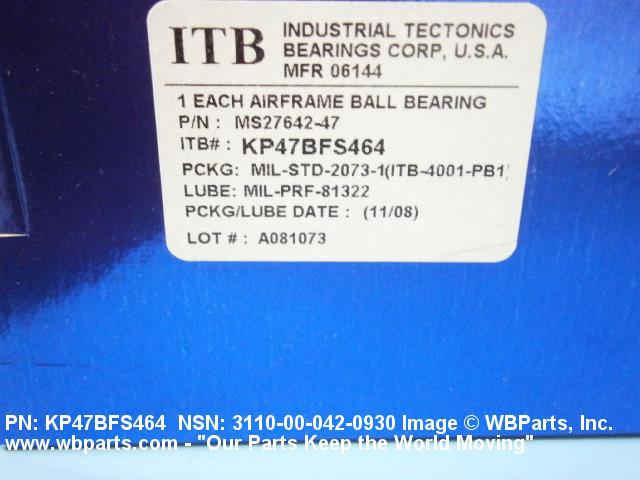 ITB
INDUSTRIAL TECTONICS
BEARINGS CORP, U.S.A.
MFR 06144
1 EACH AIRFRAME BALL BEARING
P/N : MS27642-47
ITB# : KP47BFS464
PCKG: MIL-STD-2073-1(ITB-4001-PB1)
LUBE: MIL-PRF-81322
PCKG/LUBE DATE : (11/08)
LOT # : A081073
PN: KP47BFS464 NSN: 3110-00-042-0930 Image © WBParts, Inc.
www.wbparts.com - "Our Parts Keep the World Moving"